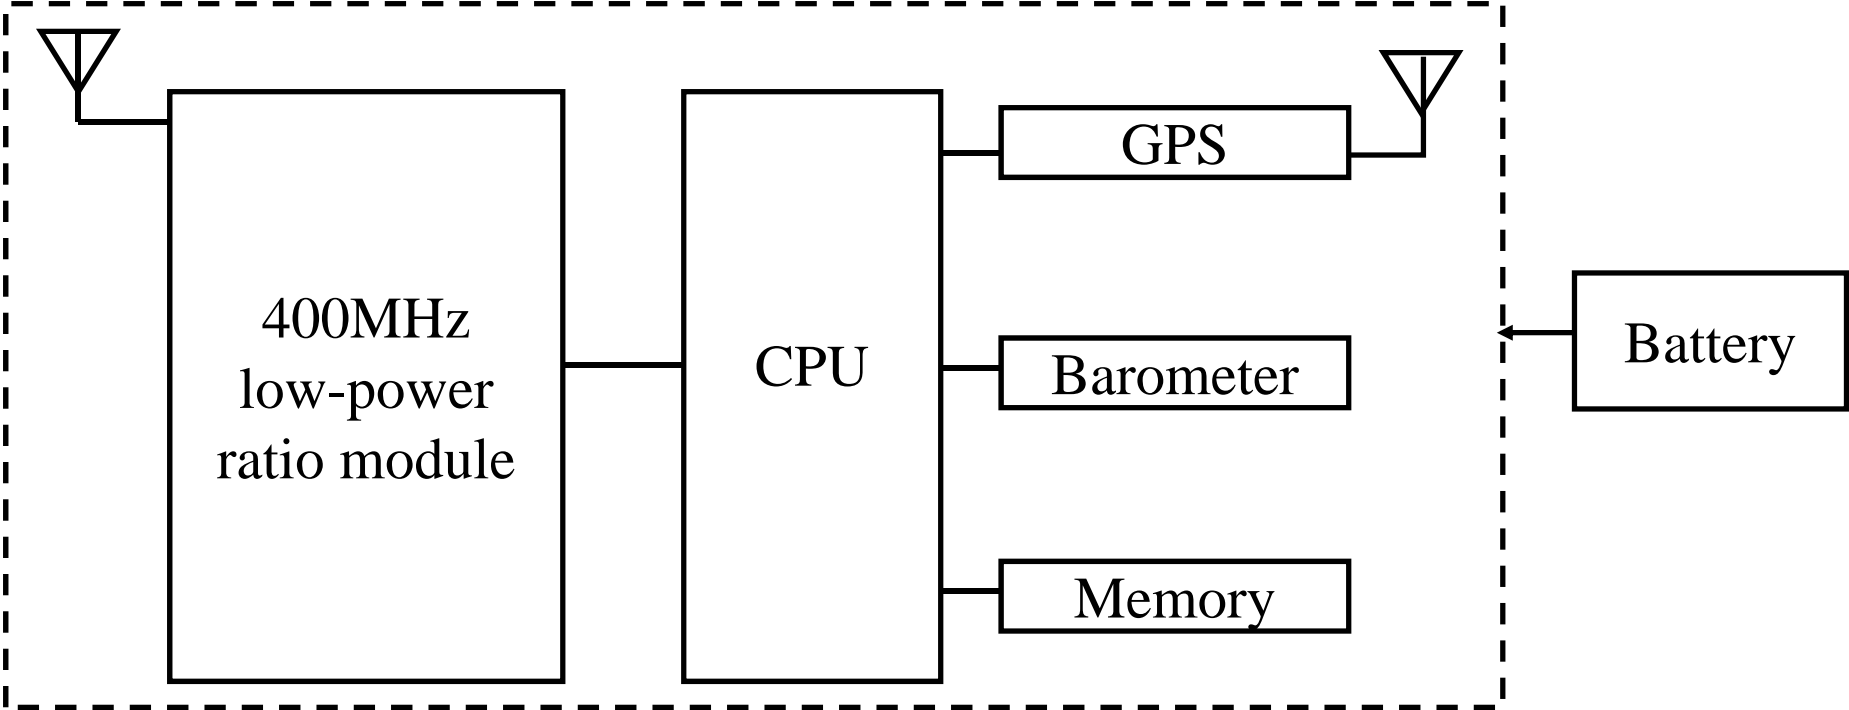 400MHz
low-power
ratio module
CPU
GPS
Barometer
Memory
Battery